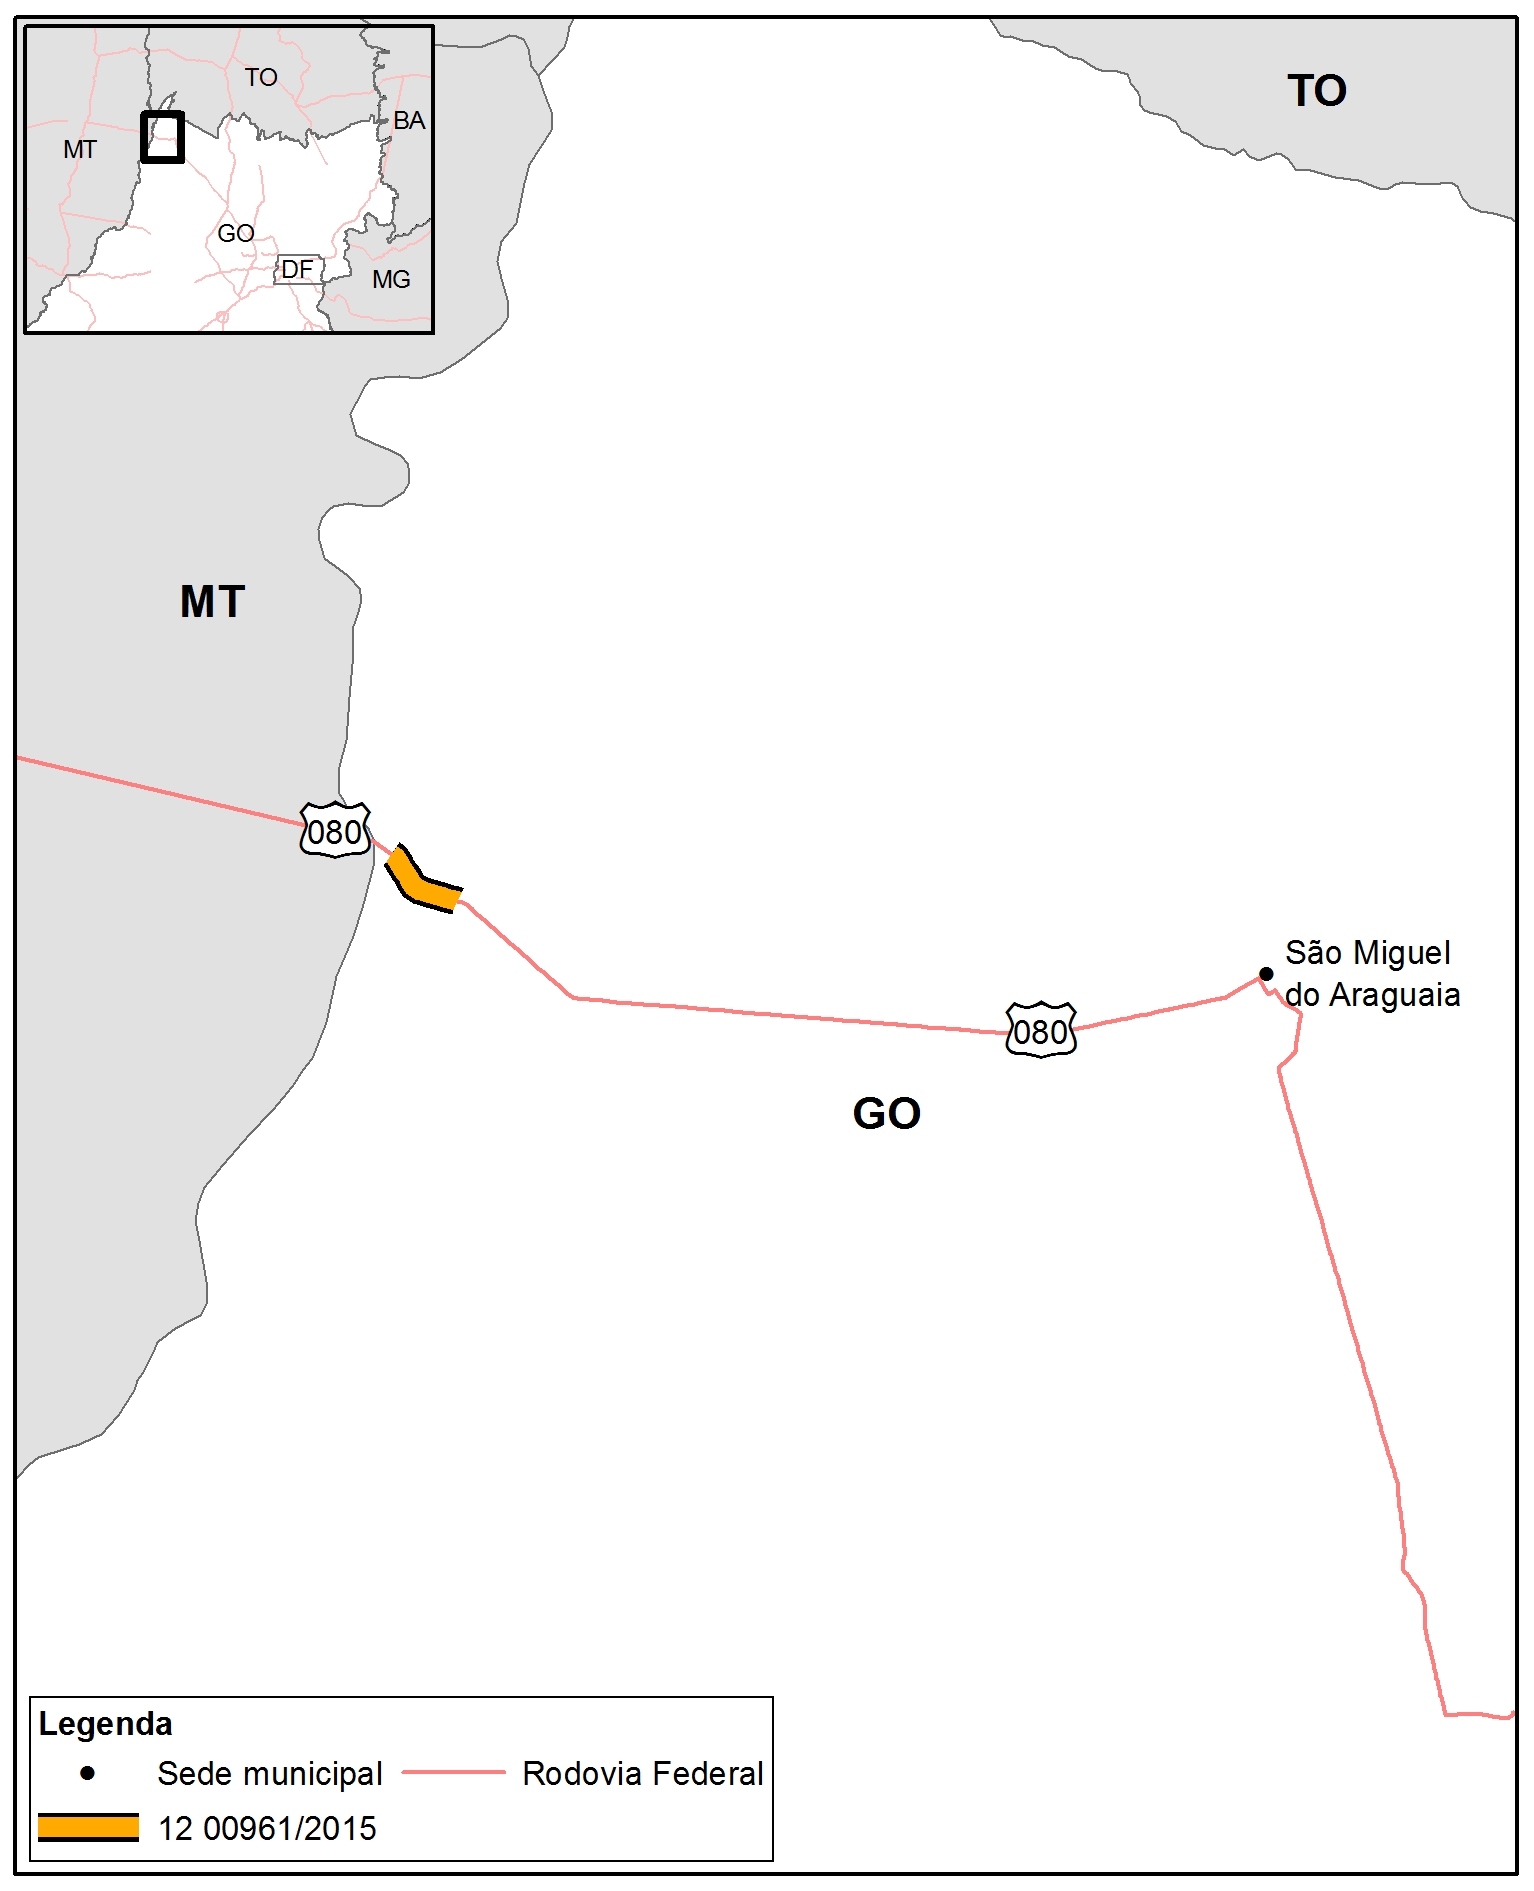 TO
BA
MT
GO
DF
MG
TO
MT
080
São Miguel
do Araguaia
080
GO
Legenda
Sede municipal
Rodovia Federal
12 00961/2015